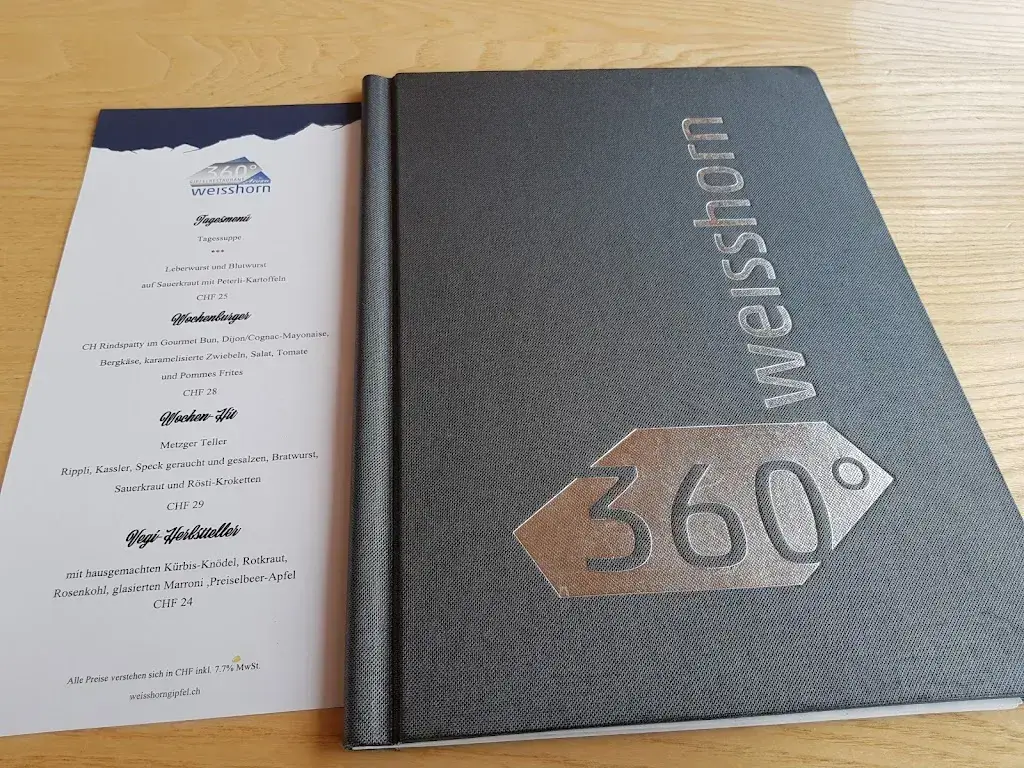 360°
weisshorn
Tagesmenü
Tagessuppe
***
Leberwurst und Blutwurst
auf Sauerkraut mit Peterli-Kartoffeln
CHF 25
Wochenburger
CH Rindspatty im Gourmet Bun, Dijon/Cognac-Mayonaise,
Bergkäse, karamelisierte Zwiebeln, Salat, Tomate
und Pommes Frites
CHF 28
Wochen-Hit
Metzger Teller
Rippli, Kassler, Speck geraucht und gesalzen, Bratwurst,
Sauerkraut und Rösti-Kroketten
CHF 29
Vegi-Herbstteller
mit hausgemachten Kürbis-Knödel, Rotkraut,
Rosenkohl, glasierten Marroni ,Preiselbeer-Apfel
CHF 24
Alle Preise verstehen sich in CHF inkl. 7.7% MwSt.
weisshorngipfel.ch
weisshorn
360°